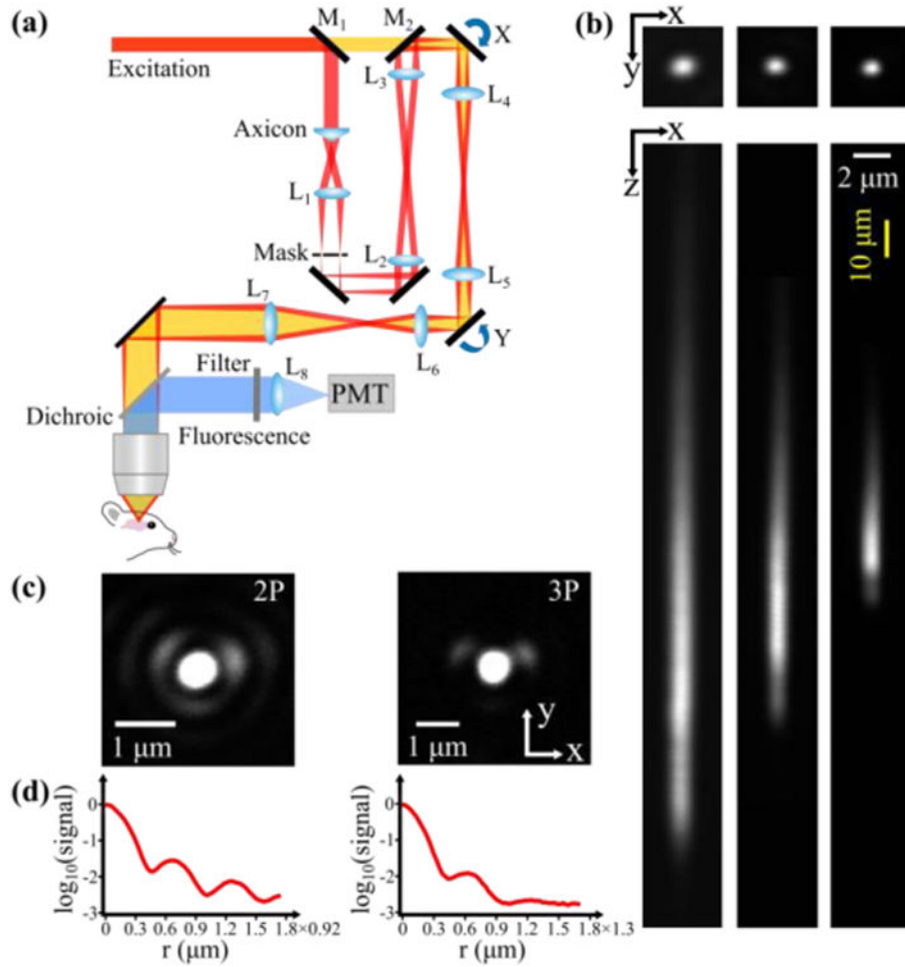 (a)
M1 M2
X
Excitation
L3
L4
Axicon
L1
Mask
L2
L5
L7
Y
L6
Filter
L8
PMT
Dichroic
Fluorescence
(b)
x
y
x
z
2 μm
10 μm
(c)
2P
1 μm
3P
y
x
1 μm
(d)
log10(signal)
0
-1
-2
-3
0 0.3 0.6 0.9 1.2 1.5 1.8×0.92
r (μm)
log10(signal)
0
-1
-2
-3
0 0.3 0.6 0.9 1.2 1.5 1.8×1.3
r (μm)